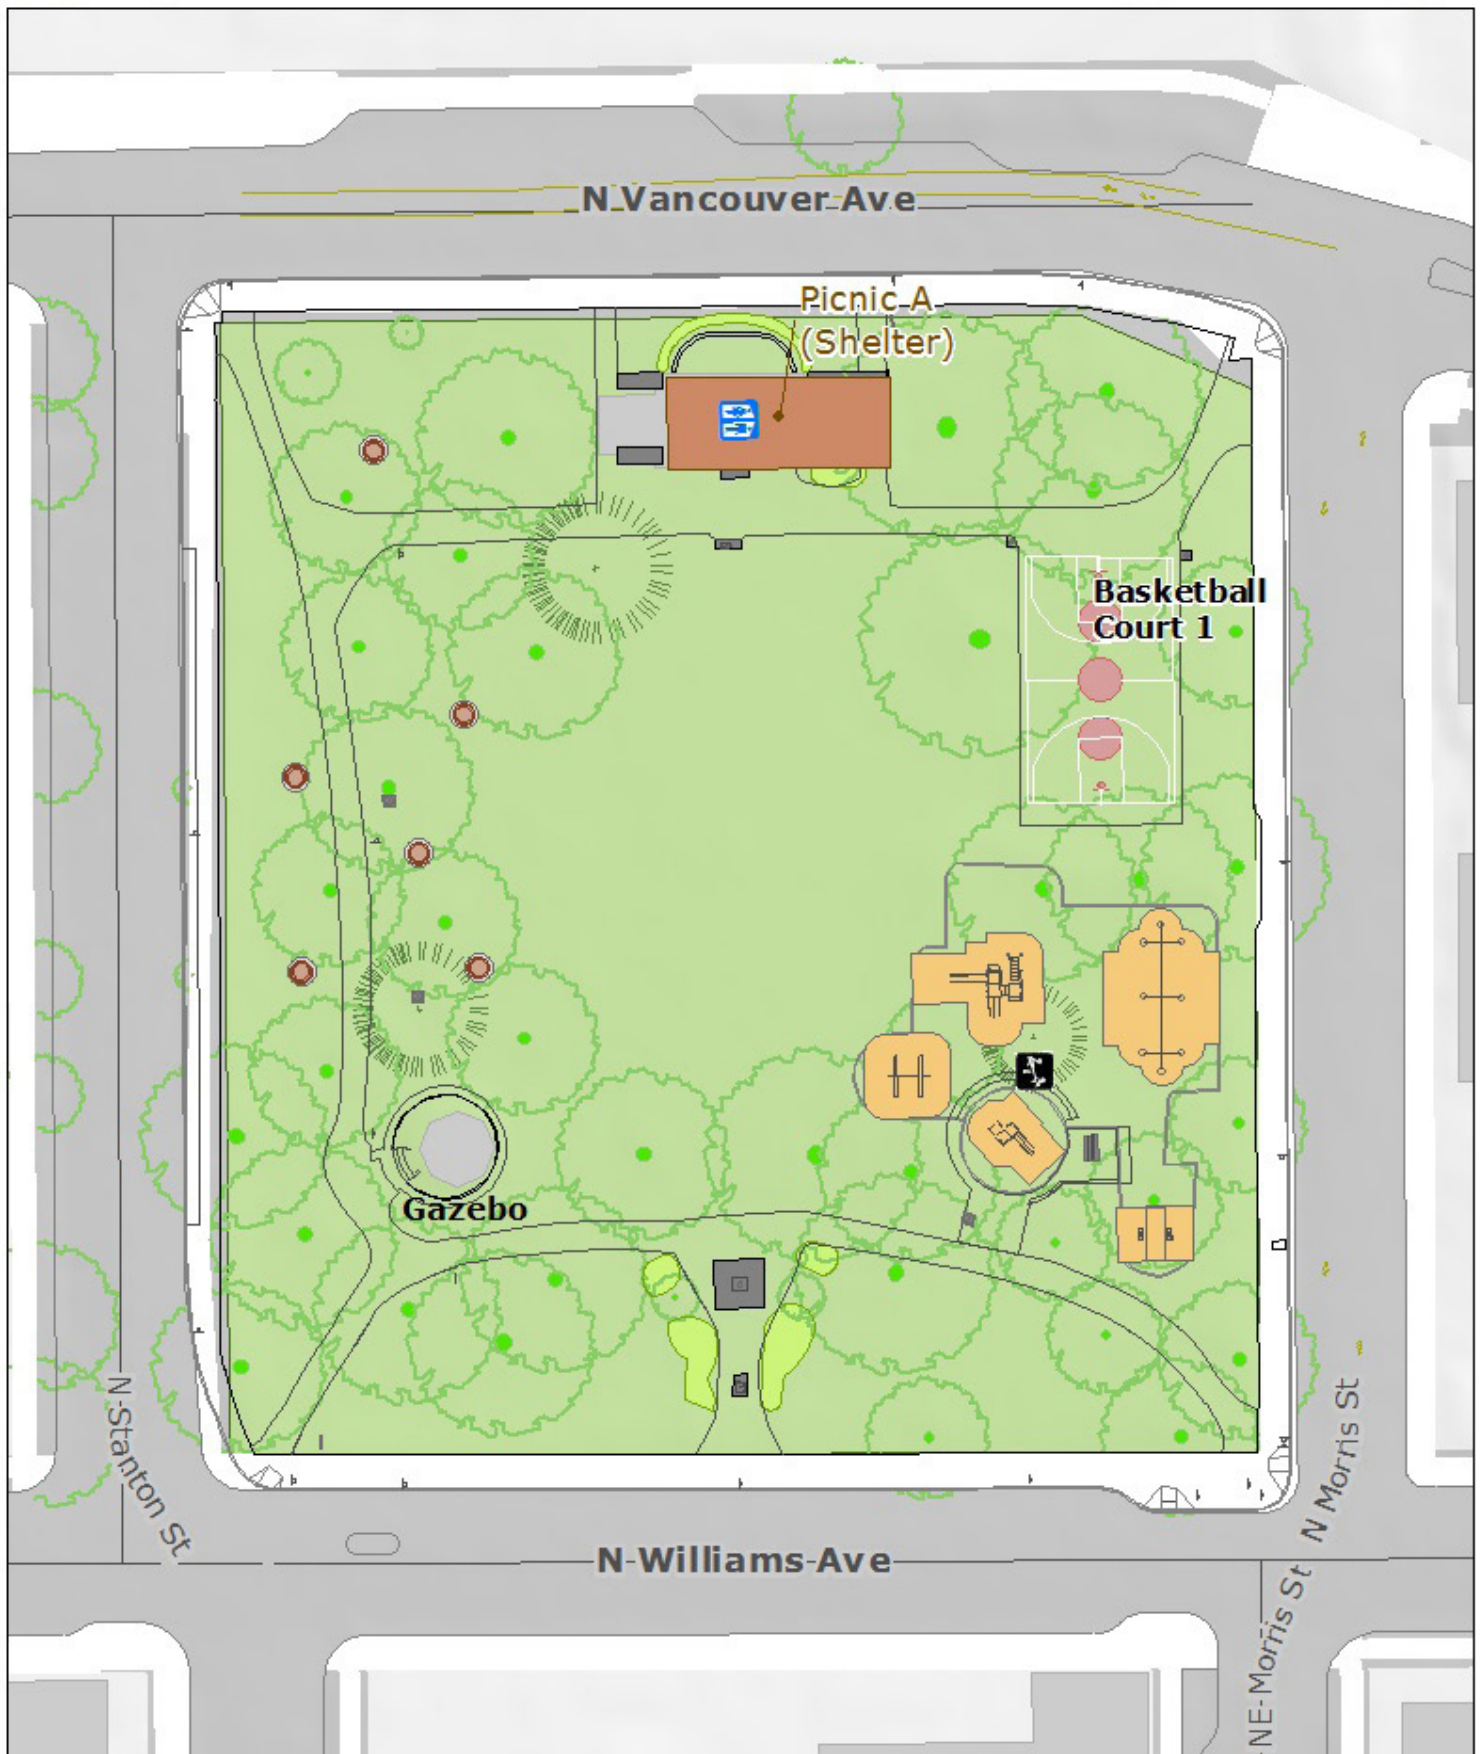 N Vancouver Ave
Picnic A
(Shelter)
Basketball
Court 1
Gazebo
N Stanton St
N Morris St
N Williams Ave
NE Morris St